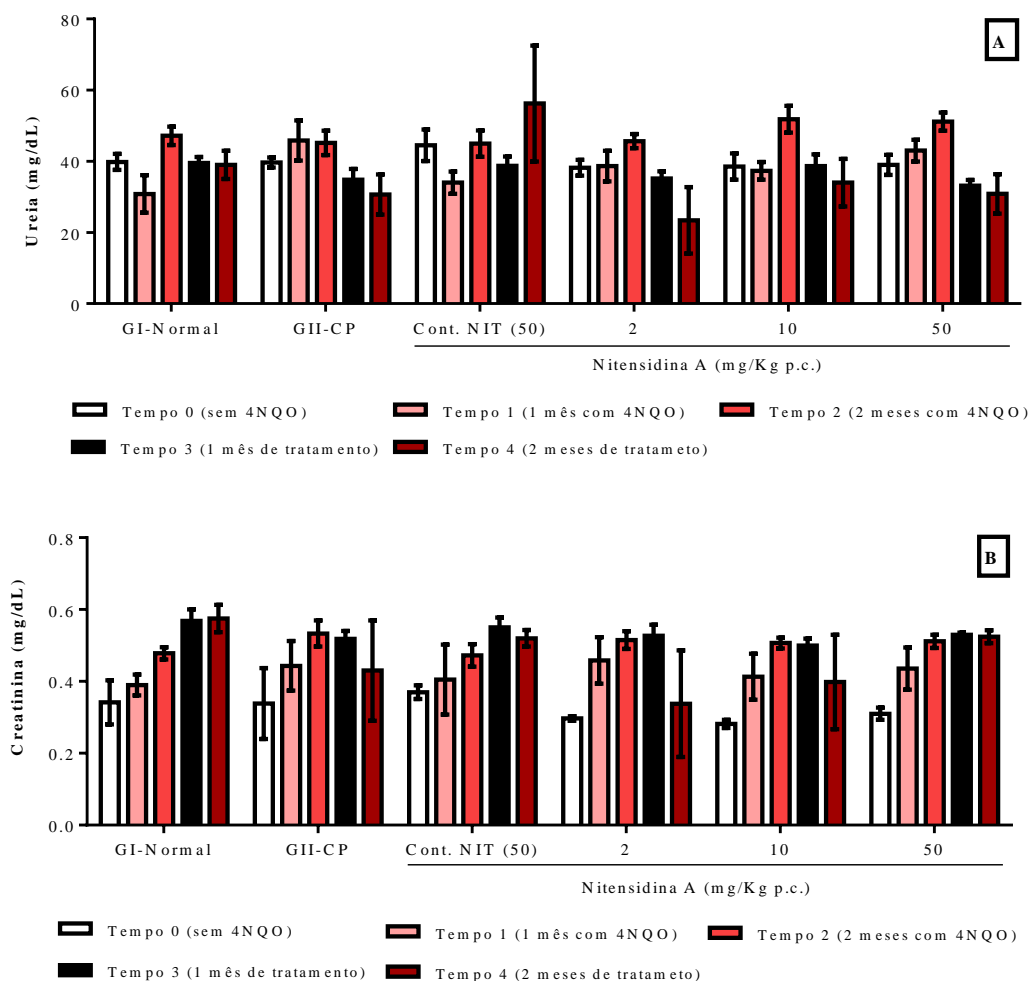 80
60
40
20
0
Ureia (mg/dL)
A
GI-Normal GII-CP Cont. NIT (50) 2 10 50
Nitensidina A (mg/Kg p.c.)
Tempo 0 (sem 4NQO) Tempo 1 (1 mês com 4NQO) Tempo 2 (2 meses com 4NQO)
Tempo 3 (1 mês de tratamento) Tempo 4 (2 meses de tratameto)
0.8
0.6
0.4
0.2
0.0
Creatinina (mg/dL)
B
GI-Normal GII-CP Cont. NIT (50) 2 10 50
Nitensidina A (mg/Kg p.c.)
Tempo 0 (sem 4NQO) Tempo 1 (1 mês com 4NQO) Tempo 2 (2 meses com 4NQO)
Tempo 3 (1 mês de tratamento) Tempo 4 (2 meses de tratameto)